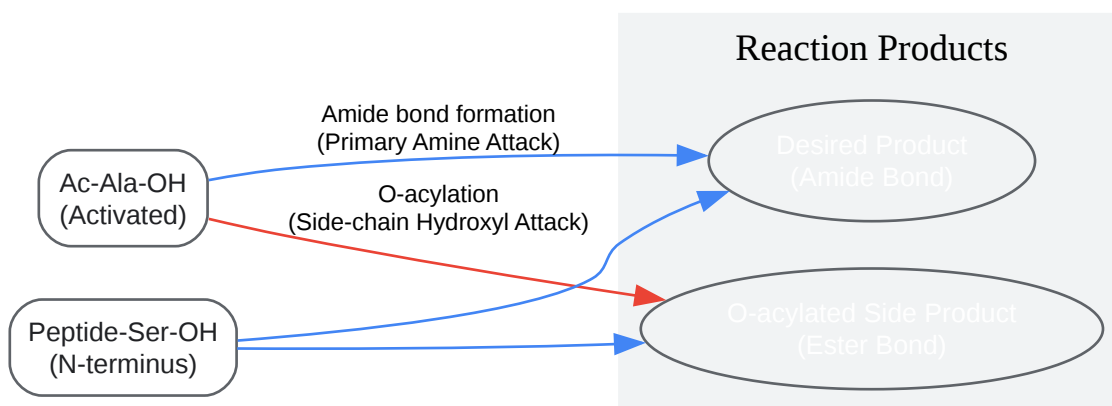 Reaction Products
Amide bond formation
(Primary Amine Attack)
Desired Product
(Amide Bond)
Ac-Ala-OH
(Activated)
O-acylation
(Side-chain Hydroxyl Attack)
O-acylated Side Product
(Ester Bond)
Peptide-Ser-OH
(N-terminus)